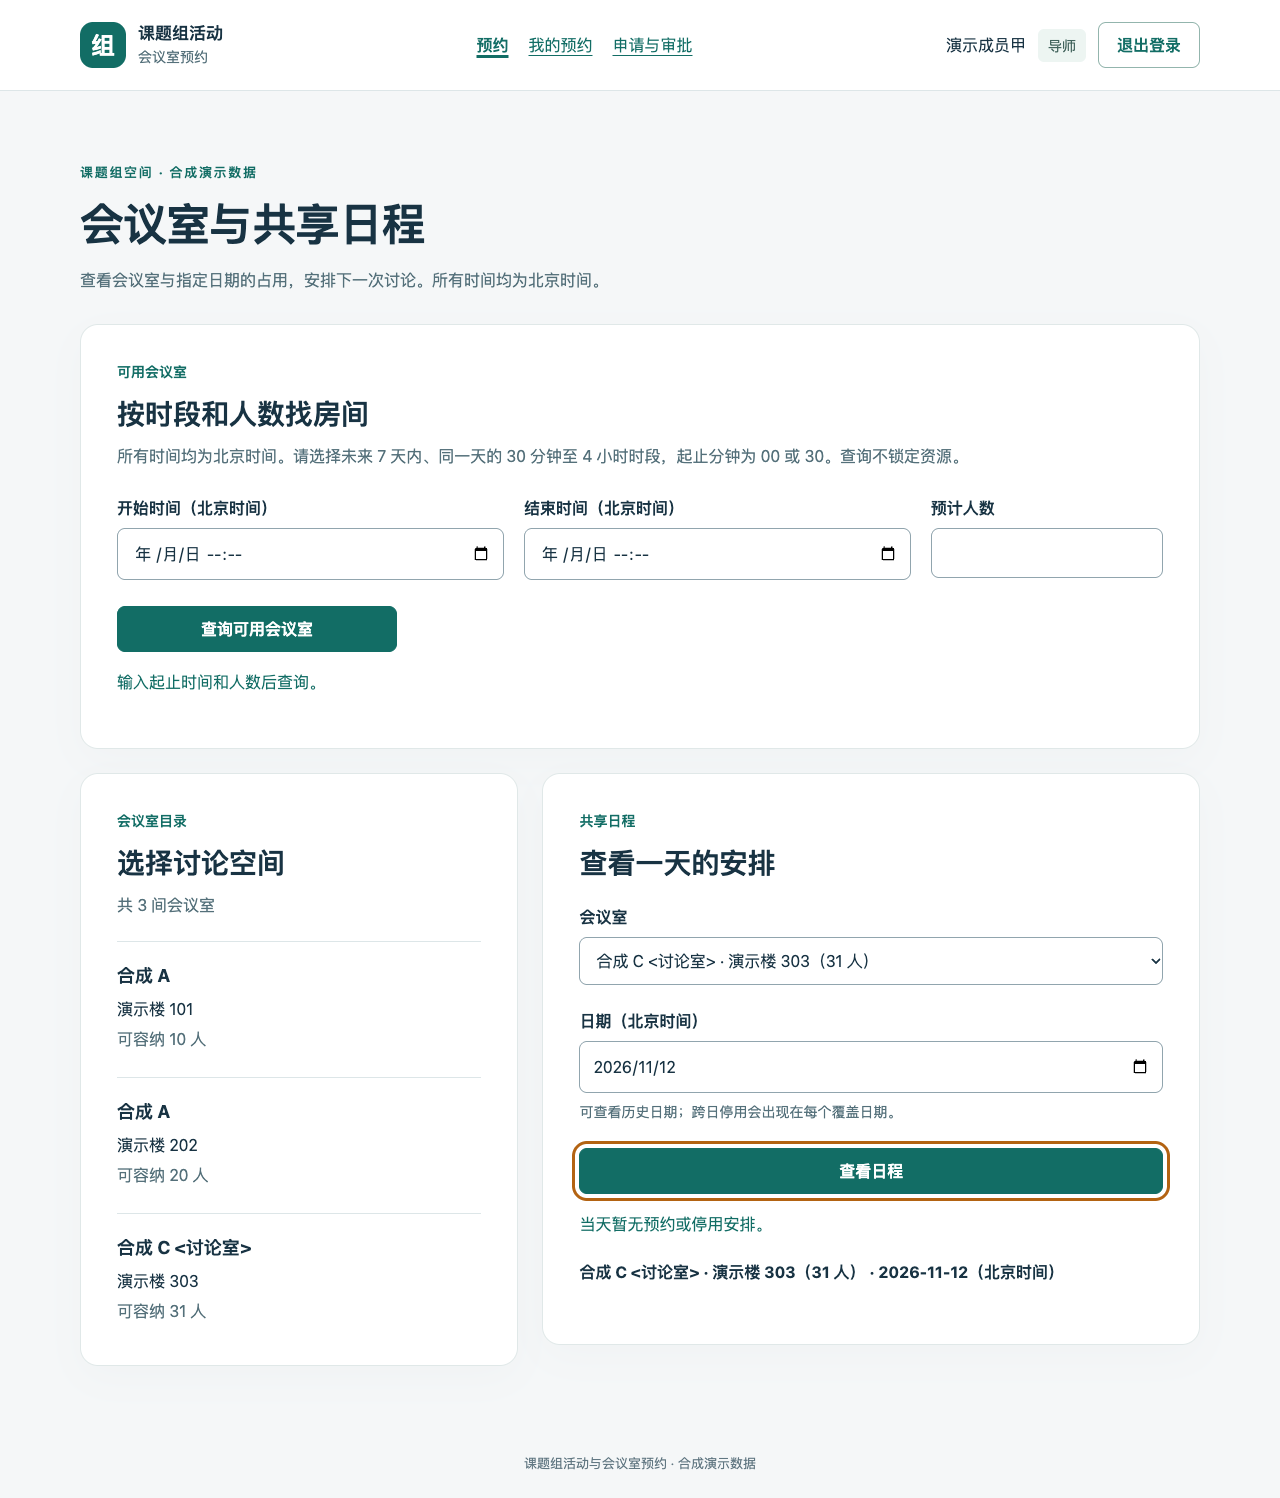 组
课题组活动
会议室预约
预约 我的预约 申请与审批
演示成员甲 导师 退出登录
课题组空间 · 合成演示数据
会议室与共享日程
查看会议室与指定日期的占用，安排下一次讨论。所有时间均为北京时间。
可用会议室
按时段和人数找房间
所有时间均为北京时间。请选择未来 7 天内、同一天的 30 分钟至 4 小时时段，起止分钟为 00 或 30。查询不锁定资源。
开始时间（北京时间） 结束时间（北京时间） 预计人数
年 /月/日 --:-- 年 /月/日 --:--
查询可用会议室
输入起止时间和人数后查询。
会议室目录
选择讨论空间
共 3 间会议室
合成 A
演示楼 101
可容纳 10 人
合成 A
演示楼 202
可容纳 20 人
合成 C <讨论室>
演示楼 303
可容纳 31 人
共享日程
查看一天的安排
会议室
合成 C <讨论室> · 演示楼 303（31 人）
日期（北京时间）
2026/11/12
可查看历史日期；跨日停用会出现在每个覆盖日期。
查看日程
当天暂无预约或停用安排。
合成 C <讨论室> · 演示楼 303（31 人） · 2026-11-12（北京时间）
课题组活动与会议室预约 · 合成演示数据